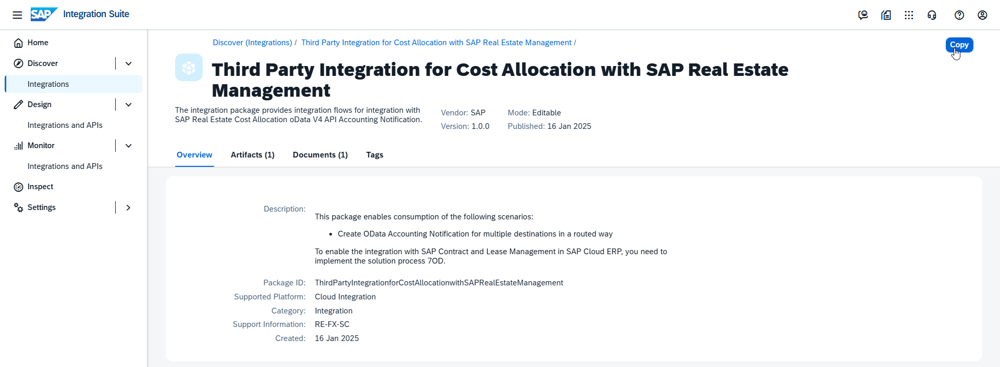 SAP Integration Suite
Home
Discover
Integrations
Design
Integrations and APIs
Monitor
Integrations and APIs
Inspect
Settings
Discover (Integrations) / Third Party Integration for Cost Allocation with SAP Real Estate Management /
Copy
Third Party Integration for Cost Allocation with SAP Real Estate
Management
The integration package provides integration flows for integration with
SAP Real Estate Cost Allocation oData V4 API Accounting Notification.
Vendor: SAP
Mode: Editable
Version: 1.0.0
Published: 16 Jan 2025
Overview
Artifacts (1)
Documents (1)
Tags
Description:
This package enables consumption of the following scenarios:
• Create OData Accounting Notification for multiple destinations in a routed way
To enable the integration with SAP Contract and Lease Management in SAP Cloud ERP, you need to
implement the solution process 7OD.
Package ID: ThirdPartyIntegrationforCostAllocationwithSAPRealEstateManagement
Supported Platform: Cloud Integration
Category: Integration
Support Information: RE-FX-SC
Created: 16 Jan 2025